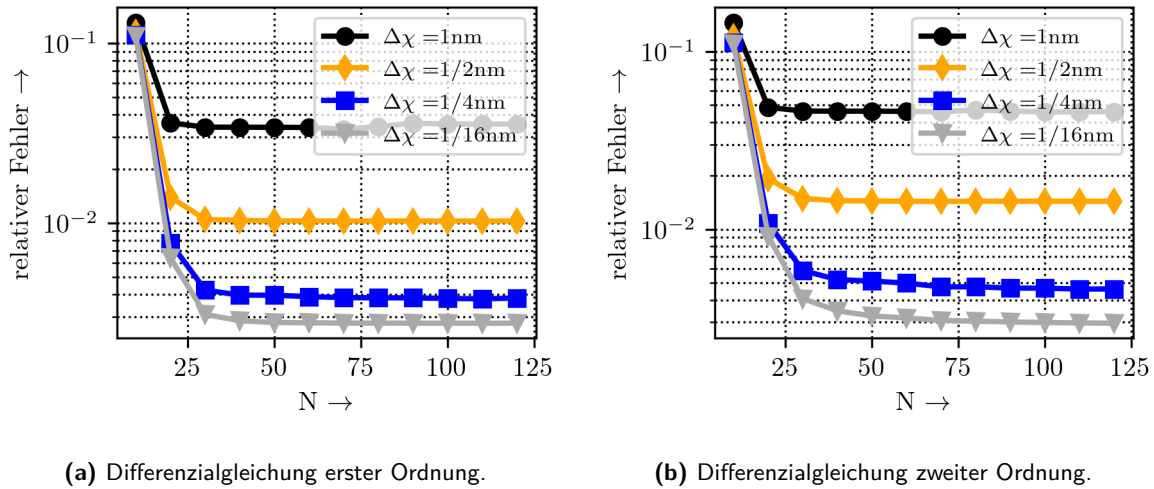 relativer Fehler →
10⁻¹
10⁻²
Δχ =1nm
Δχ =1/2nm
Δχ =1/4nm
Δχ =1/16nm
25 50 75 100 125
N →
(a) Differenzialgleichung erster Ordnung.
relativer Fehler →
10⁻¹
10⁻²
Δχ =1nm
Δχ =1/2nm
Δχ =1/4nm
Δχ =1/16nm
25 50 75 100 125
N →
(b) Differenzialgleichung zweiter Ordnung.